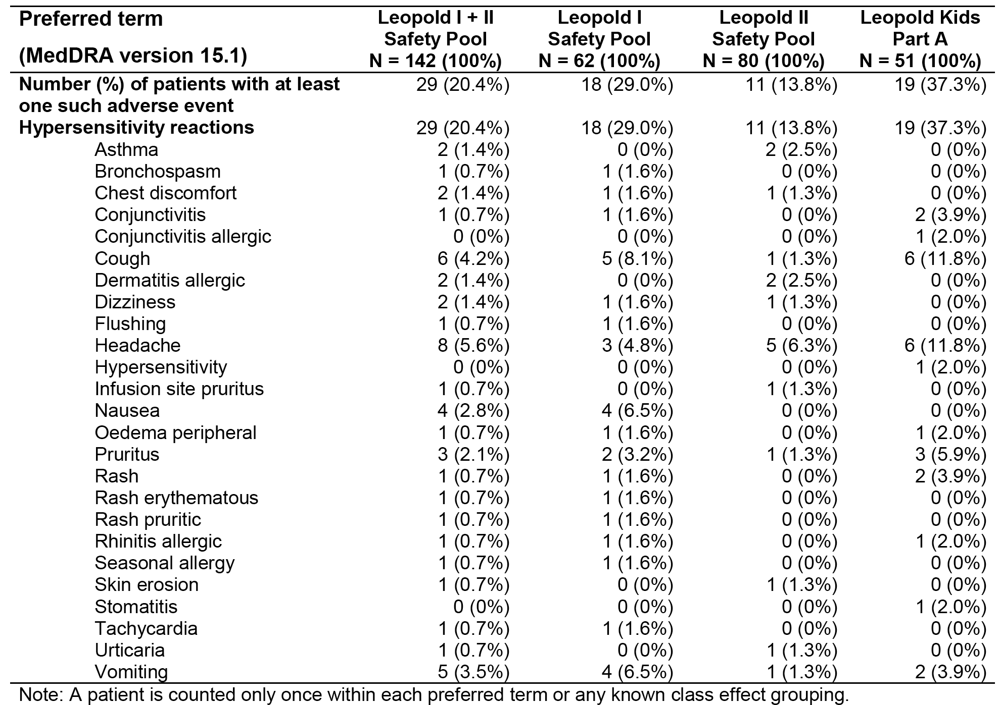 Preferred term Leopold I + II Leopold I Leopold II Leopold Kids
Safety Pool Safety Pool Safety Pool Part A
(MedDRA version 15.1) N = 142 (100%) N = 62 (100%) N = 80 (100%) N = 51 (100%)
Number (%) of patients with at least 29 (20.4%) 18 (29.0%) 11 (13.8%) 19 (37.3%)
one such adverse event
Hypersensitivity reactions 29 (20.4%) 18 (29.0%) 11 (13.8%) 19 (37.3%)
Asthma 2 (1.4%) 0 (0%) 2 (2.5%) 0 (0%)
Bronchospasm 1 (0.7%) 1 (1.6%) 0 (0%) 0 (0%)
Chest discomfort 2 (1.4%) 1 (1.6%) 1 (1.3%) 0 (0%)
Conjunctivitis 1 (0.7%) 1 (1.6%) 0 (0%) 2 (3.9%)
Conjunctivitis allergic 0 (0%) 0 (0%) 0 (0%) 1 (2.0%)
Cough 6 (4.2%) 5 (8.1%) 1 (1.3%) 6 (11.8%)
Dermatitis allergic 2 (1.4%) 0 (0%) 2 (2.5%) 0 (0%)
Dizziness 2 (1.4%) 1 (1.6%) 1 (1.3%) 0 (0%)
Flushing 1 (0.7%) 1 (1.6%) 0 (0%) 0 (0%)
Headache 8 (5.6%) 3 (4.8%) 5 (6.3%) 6 (11.8%)
Hypersensitivity 0 (0%) 0 (0%) 0 (0%) 1 (2.0%)
Infusion site pruritus 1 (0.7%) 0 (0%) 1 (1.3%) 0 (0%)
Nausea 4 (2.8%) 4 (6.5%) 0 (0%) 0 (0%)
Oedema peripheral 1 (0.7%) 1 (1.6%) 0 (0%) 1 (2.0%)
Pruritus 3 (2.1%) 2 (3.2%) 1 (1.3%) 3 (5.9%)
Rash 1 (0.7%) 1 (1.6%) 0 (0%) 2 (3.9%)
Rash erythematous 1 (0.7%) 1 (1.6%) 0 (0%) 0 (0%)
Rash pruritic 1 (0.7%) 1 (1.6%) 0 (0%) 0 (0%)
Rhinitis allergic 1 (0.7%) 1 (1.6%) 0 (0%) 1 (2.0%)
Seasonal allergy 1 (0.7%) 1 (1.6%) 0 (0%) 0 (0%)
Skin erosion 1 (0.7%) 0 (0%) 1 (1.3%) 0 (0%)
Stomatitis 0 (0%) 0 (0%) 0 (0%) 1 (2.0%)
Tachycardia 1 (0.7%) 1 (1.6%) 0 (0%) 0 (0%)
Urticaria 1 (0.7%) 0 (0%) 1 (1.3%) 0 (0%)
Vomiting 5 (3.5%) 4 (6.5%) 1 (1.3%) 2 (3.9%)
Note: A patient is counted only once within each preferred term or any known class effect grouping.